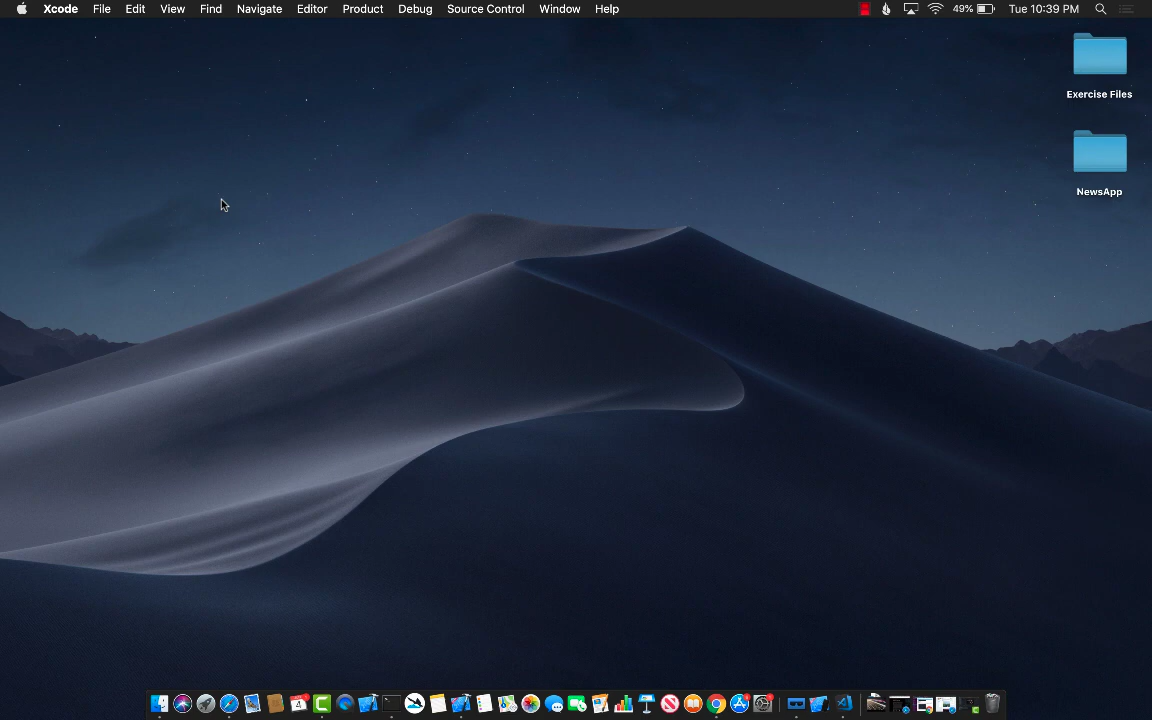 Xcode File Edit View Find Navigate Editor Product Debug Source Control Window Help 49% Tue 10:39 PM
Exercise Files
NewsApp